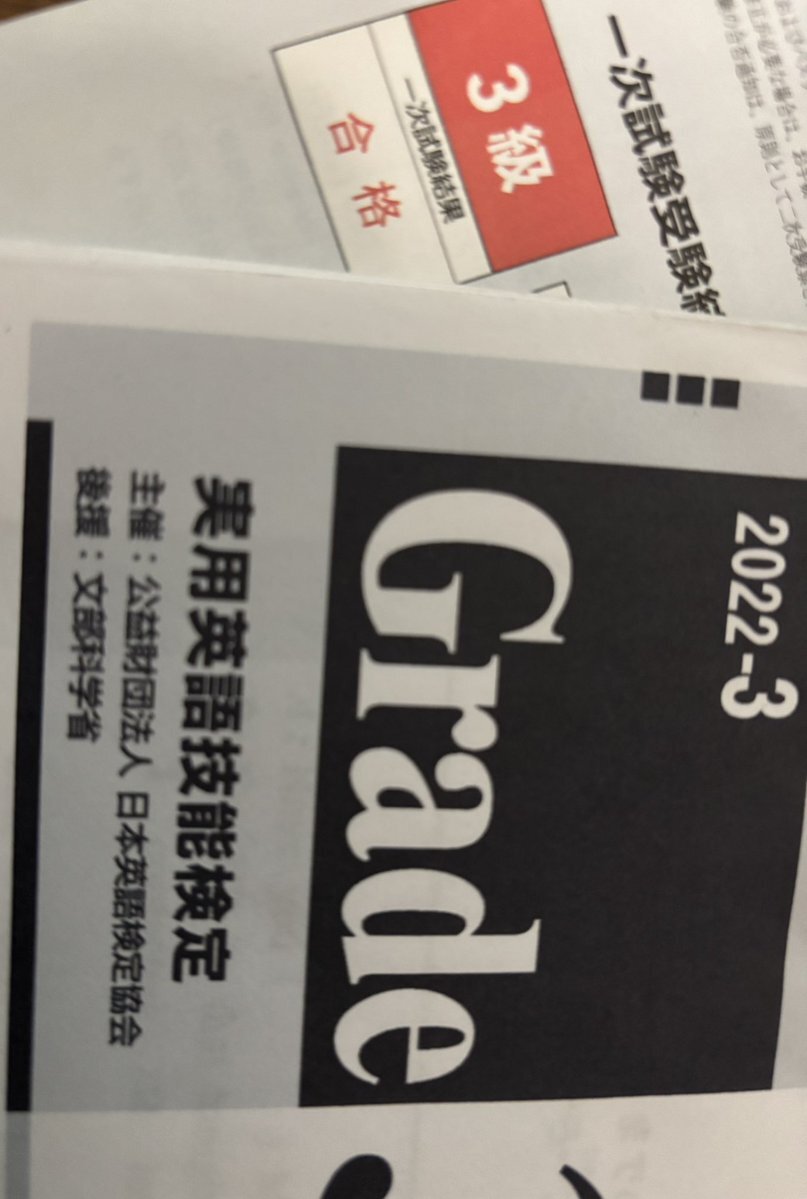 一次試験受験
3級
一次試験結果
合格
2022-3
Grade
実用英語技能検定
主催：公益財団法人 日本英語検定協会
後援：文部科学省